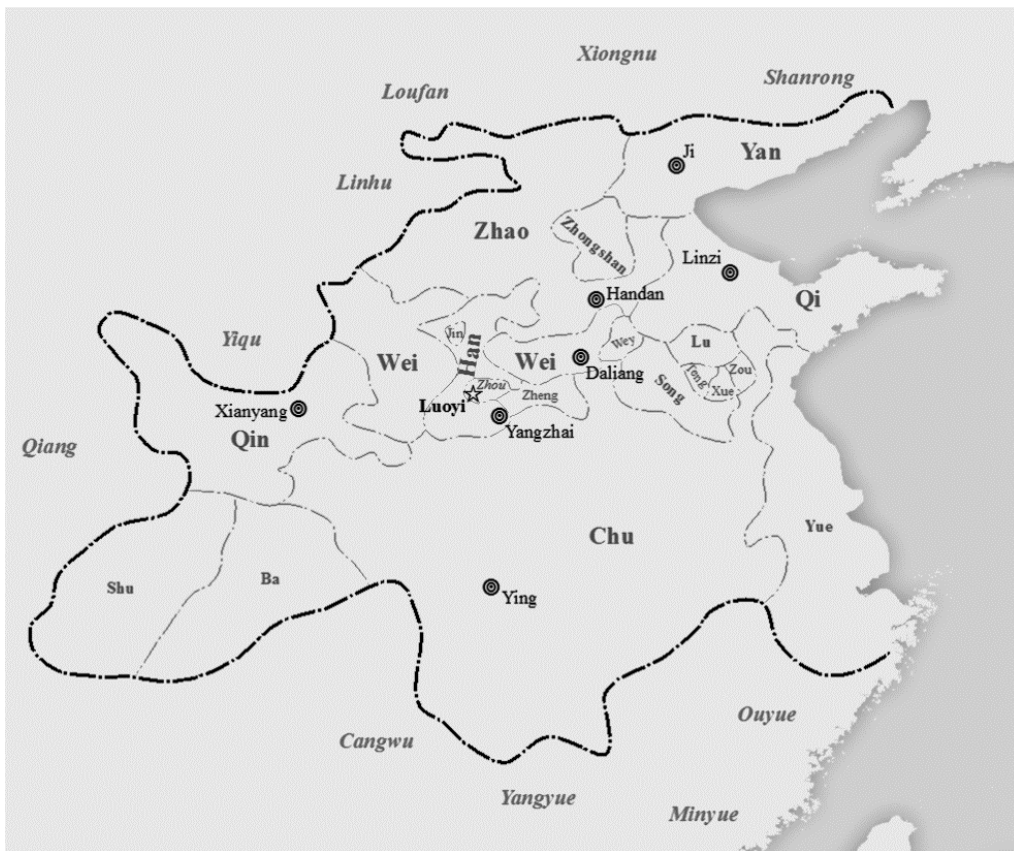 Xiongnu
Shanrong
Loufan
Ji
Yan
Linhu
Zhao
Zhongshan
Linzi
Qi
Handan
Yiqu
Jin
Han
Wei
Wei
Wey
Lu
Daliang
Zou
Teng
Xue
Song
Zhou
Zheng
Luoyi
Xianyang
Yangzhai
Qin
Qiang
Chu
Yue
Shu
Ba
Ying
Ouyue
Cangwu
Yangyue
Minyue